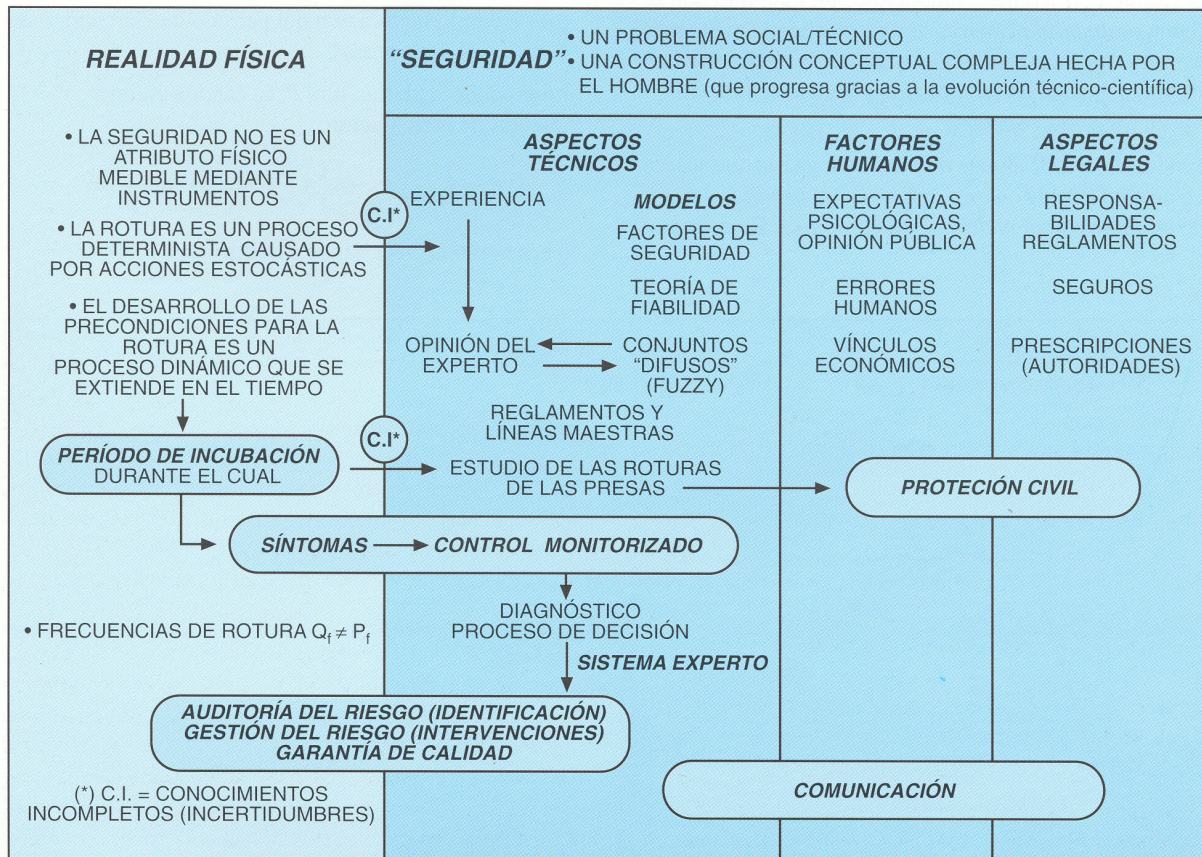 REALIDAD FÍSICA
• LA SEGURIDAD NO ES UN
ATRIBUTO FÍSICO
MEDIBLE MEDIANTE
INSTRUMENTOS
• LA ROTURA ES UN PROCESO
DETERMINISTA CAUSADO
POR ACCIONES ESTOCÁSTICAS
• EL DESARROLLO DE LAS
PRECONDICIONES PARA LA
ROTURA ES UN
PROCESO DINÁMICO QUE SE
EXTIENDE EN EL TIEMPO
PERÍODO DE INCUBACIÓN
DURANTE EL CUAL
• FRECUENCIAS DE ROTURA Qf ≠ Pf
"SEGURIDAD"
• UN PROBLEMA SOCIAL/TÉCNICO
• UNA CONSTRUCCIÓN CONCEPTUAL COMPLEJA HECHA POR
EL HOMBRE (que progresa gracias a la evolución técnico-científica)
ASPECTOS
TÉCNICOS
C.I*
EXPERIENCIA
OPINIÓN DEL
EXPERTO
MODELOS
FACTORES DE
SEGURIDAD
TEORÍA DE
FIABILIDAD
CONJUNTOS
"DIFUSOS"
(FUZZY)
REGLAMENTOS Y
LÍNEAS MAESTRAS
C.I*
ESTUDIO DE LAS ROTURAS
DE LAS PRESAS
SÍNTOMAS
CONTROL MONITORIZADO
DIAGNÓSTICO
PROCESO DE DECISIÓN
SISTEMA EXPERTO
AUDITORÍA DEL RIESGO (IDENTIFICACIÓN)
GESTIÓN DEL RIESGO (INTERVENCIONES)
GARANTÍA DE CALIDAD
FACTORES
HUMANOS
EXPECTATIVAS
PSICOLÓGICAS,
OPINIÓN PÚBLICA
ERRORES
HUMANOS
VÍNCULOS
ECONÓMICOS
ASPECTOS
LEGALES
RESPONSA-
BILIDADES
REGLAMENTOS
SEGUROS
PRESCRIPCIONES
(AUTORIDADES)
PROTECIÓN CIVIL
COMUNICACIÓN
(*) C.I. = CONOCIMIENTOS
INCOMPLETOS (INCERTIDUMBRES)